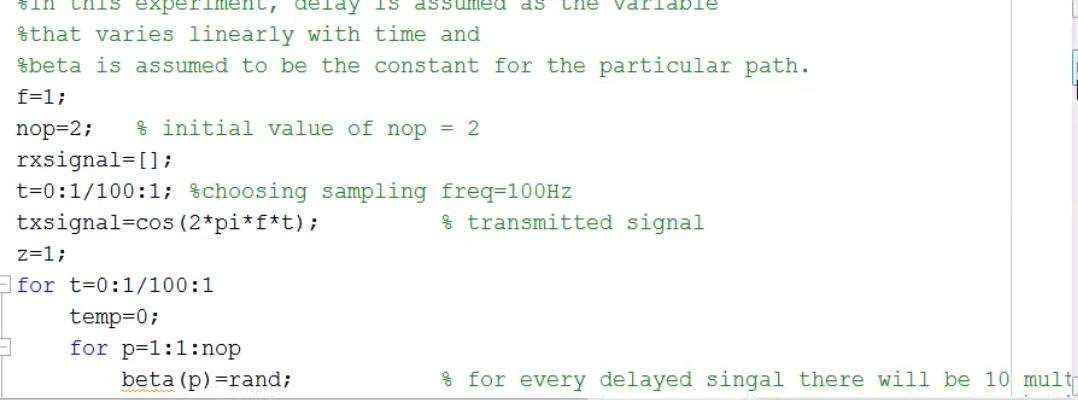 %in this experiment, delay is assumed as the variable
%that varies linearly with time and
%beta is assumed to be the constant for the particular path.
f=1;
nop=2;   % initial value of nop = 2
rxsignal=[];
t=0:1/100:1; %choosing sampling freq=100Hz
txsignal=cos(2*pi*f*t);          % transmitted signal
z=1;
for t=0:1/100:1
    temp=0;
    for p=1:1:nop
        beta(p)=rand;            % for every delayed singal there will be 10 mult